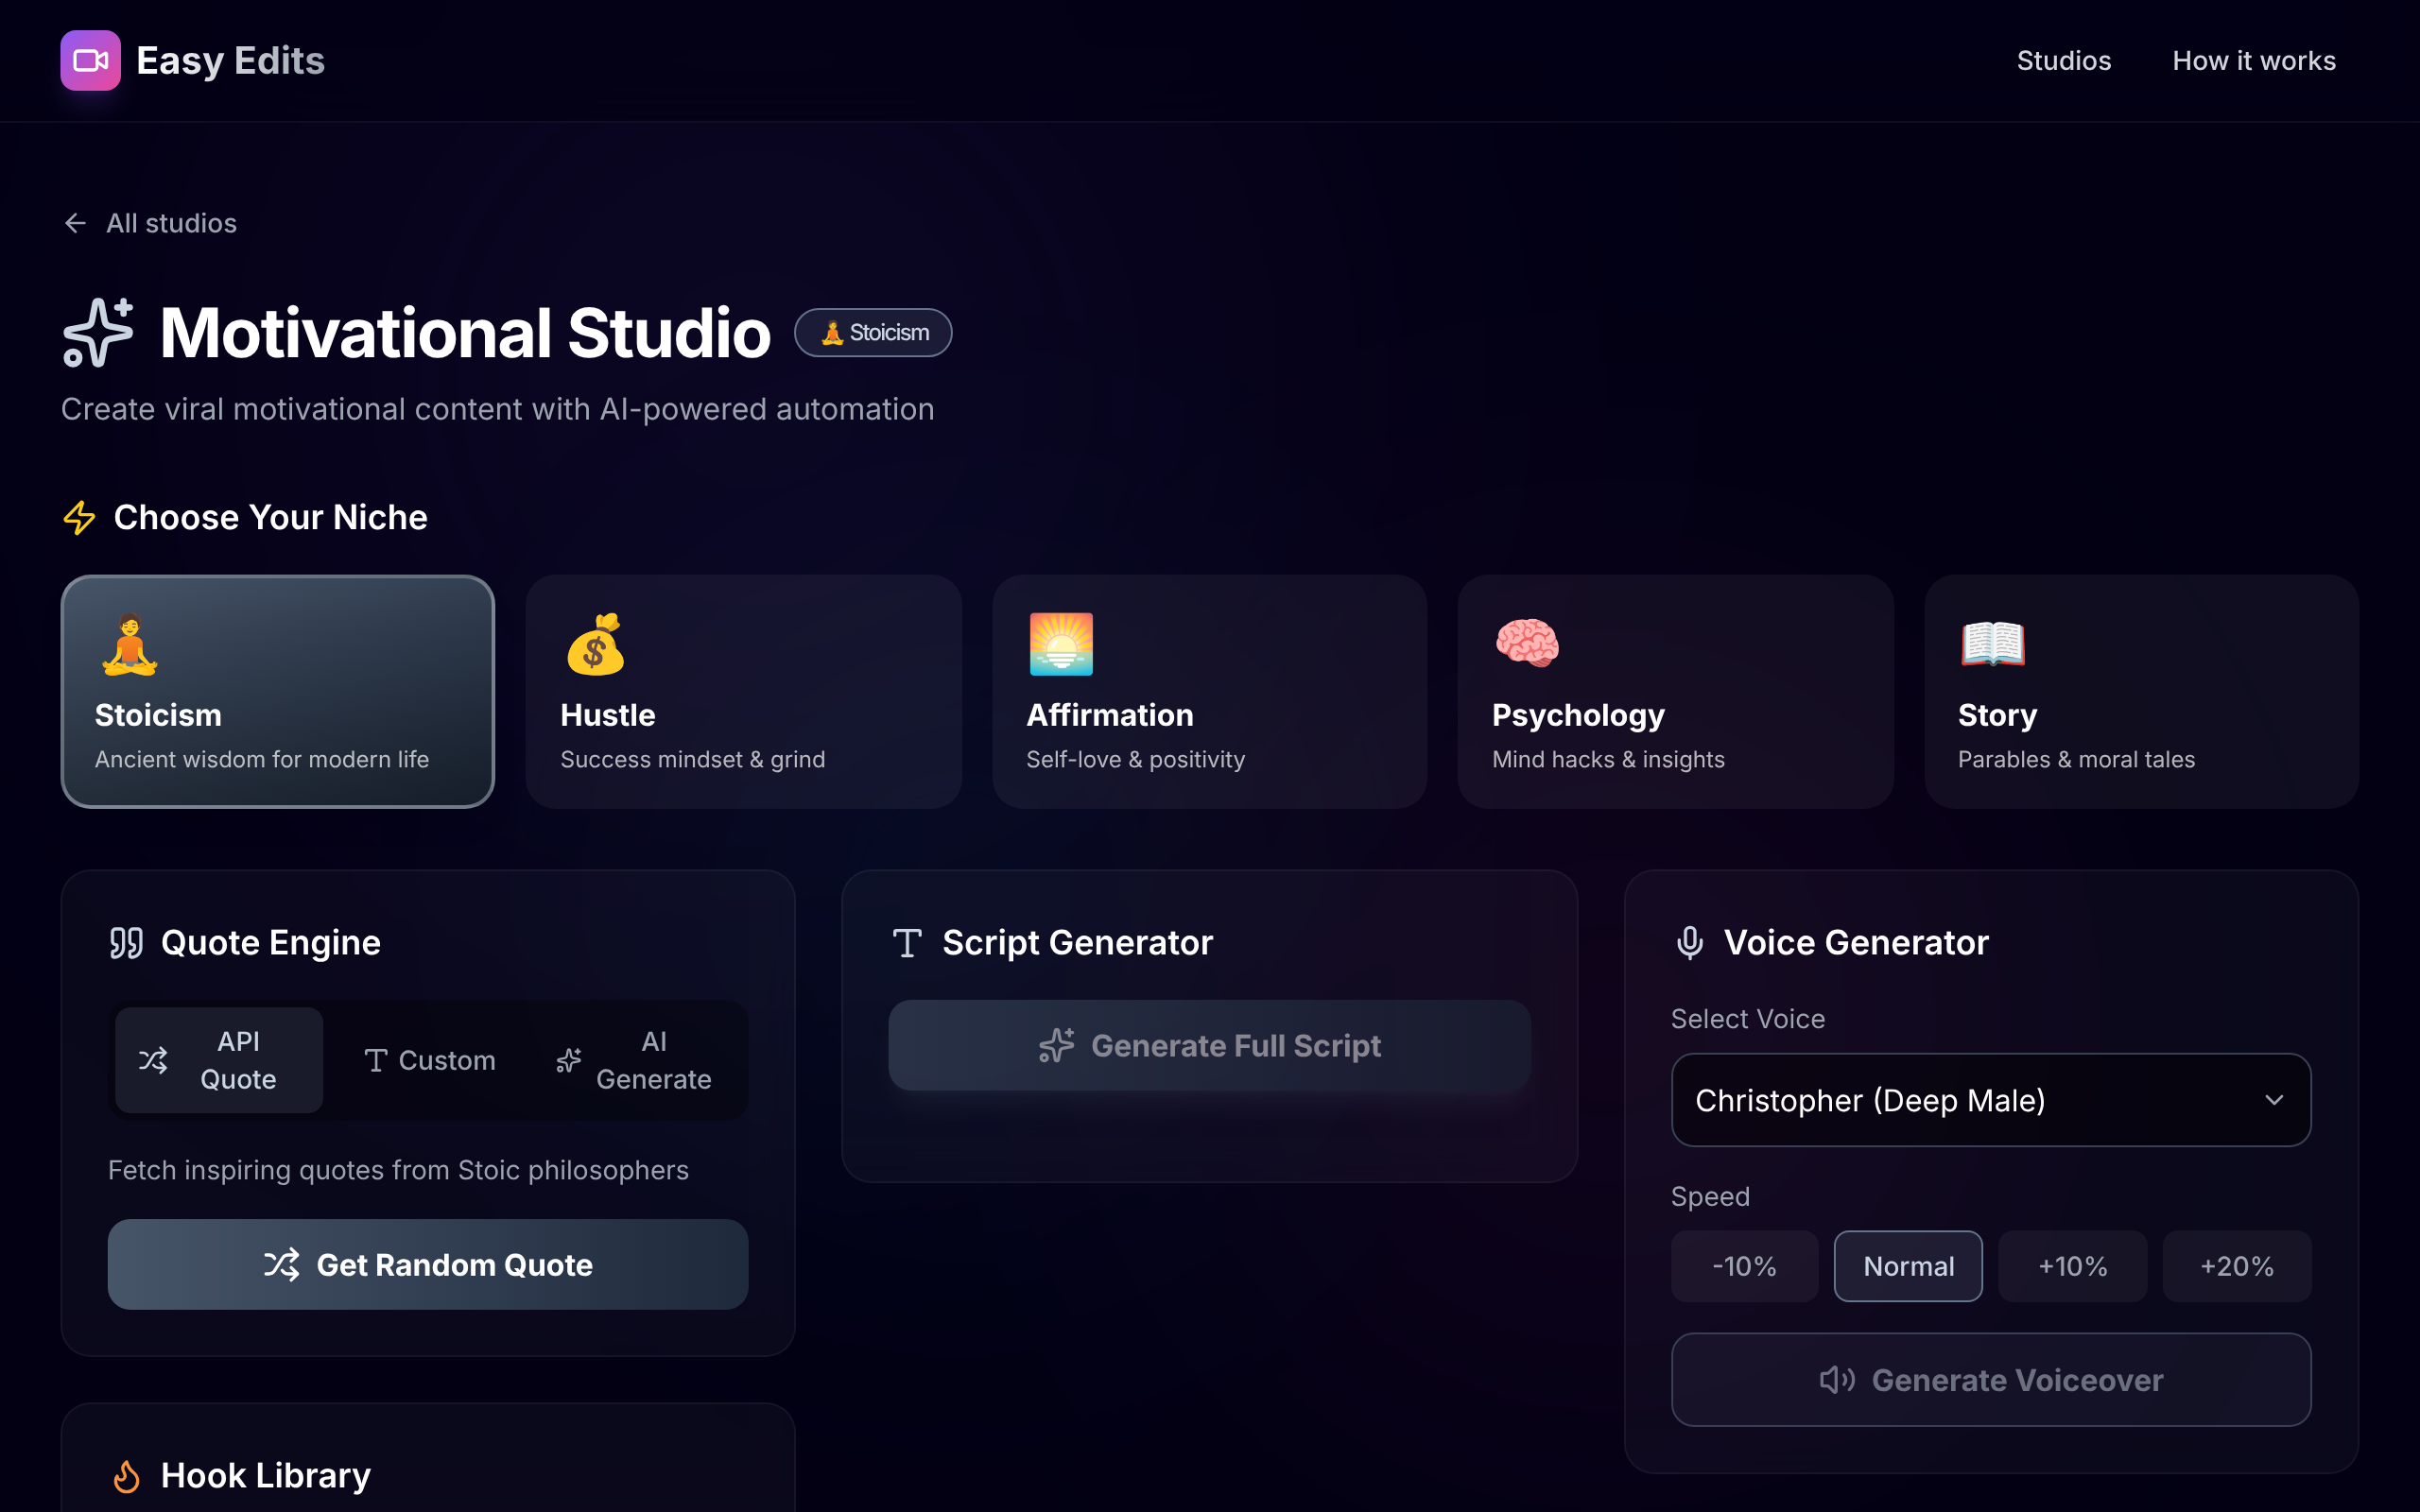 Easy Edits
Studios
How it works
All studios
Motivational Studio
🧘 Stoicism
Create viral motivational content with AI-powered automation
Choose Your Niche
Stoicism
Ancient wisdom for modern life
Hustle
Success mindset & grind
Affirmation
Self-love & positivity
Psychology
Mind hacks & insights
Story
Parables & moral tales
Quote Engine
API
Quote
Custom
AI
Generate
Fetch inspiring quotes from Stoic philosophers
Get Random Quote
Hook Library
Script Generator
Generate Full Script
Voice Generator
Select Voice
Christopher (Deep Male)
Speed
-10%
Normal
+10%
+20%
Generate Voiceover